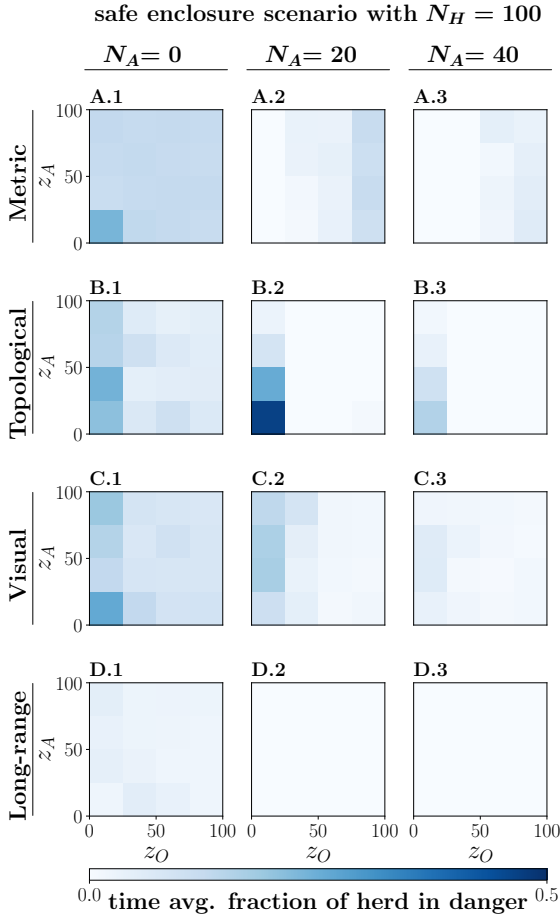 safe enclosure scenario with N_H = 100
N_A = 0 N_A = 20 N_A = 40
Metric
A.1 A.2 A.3
100
z_A 50
0
Topological
B.1 B.2 B.3
100
z_A 50
0
Visual
C.1 C.2 C.3
100
z_A 50
0
Long-range
D.1 D.2 D.3
100
z_A 50
0
0 50 100 0 50 100 0 50 100
z_O z_O z_O
0.0 time avg. fraction of herd in danger 0.5